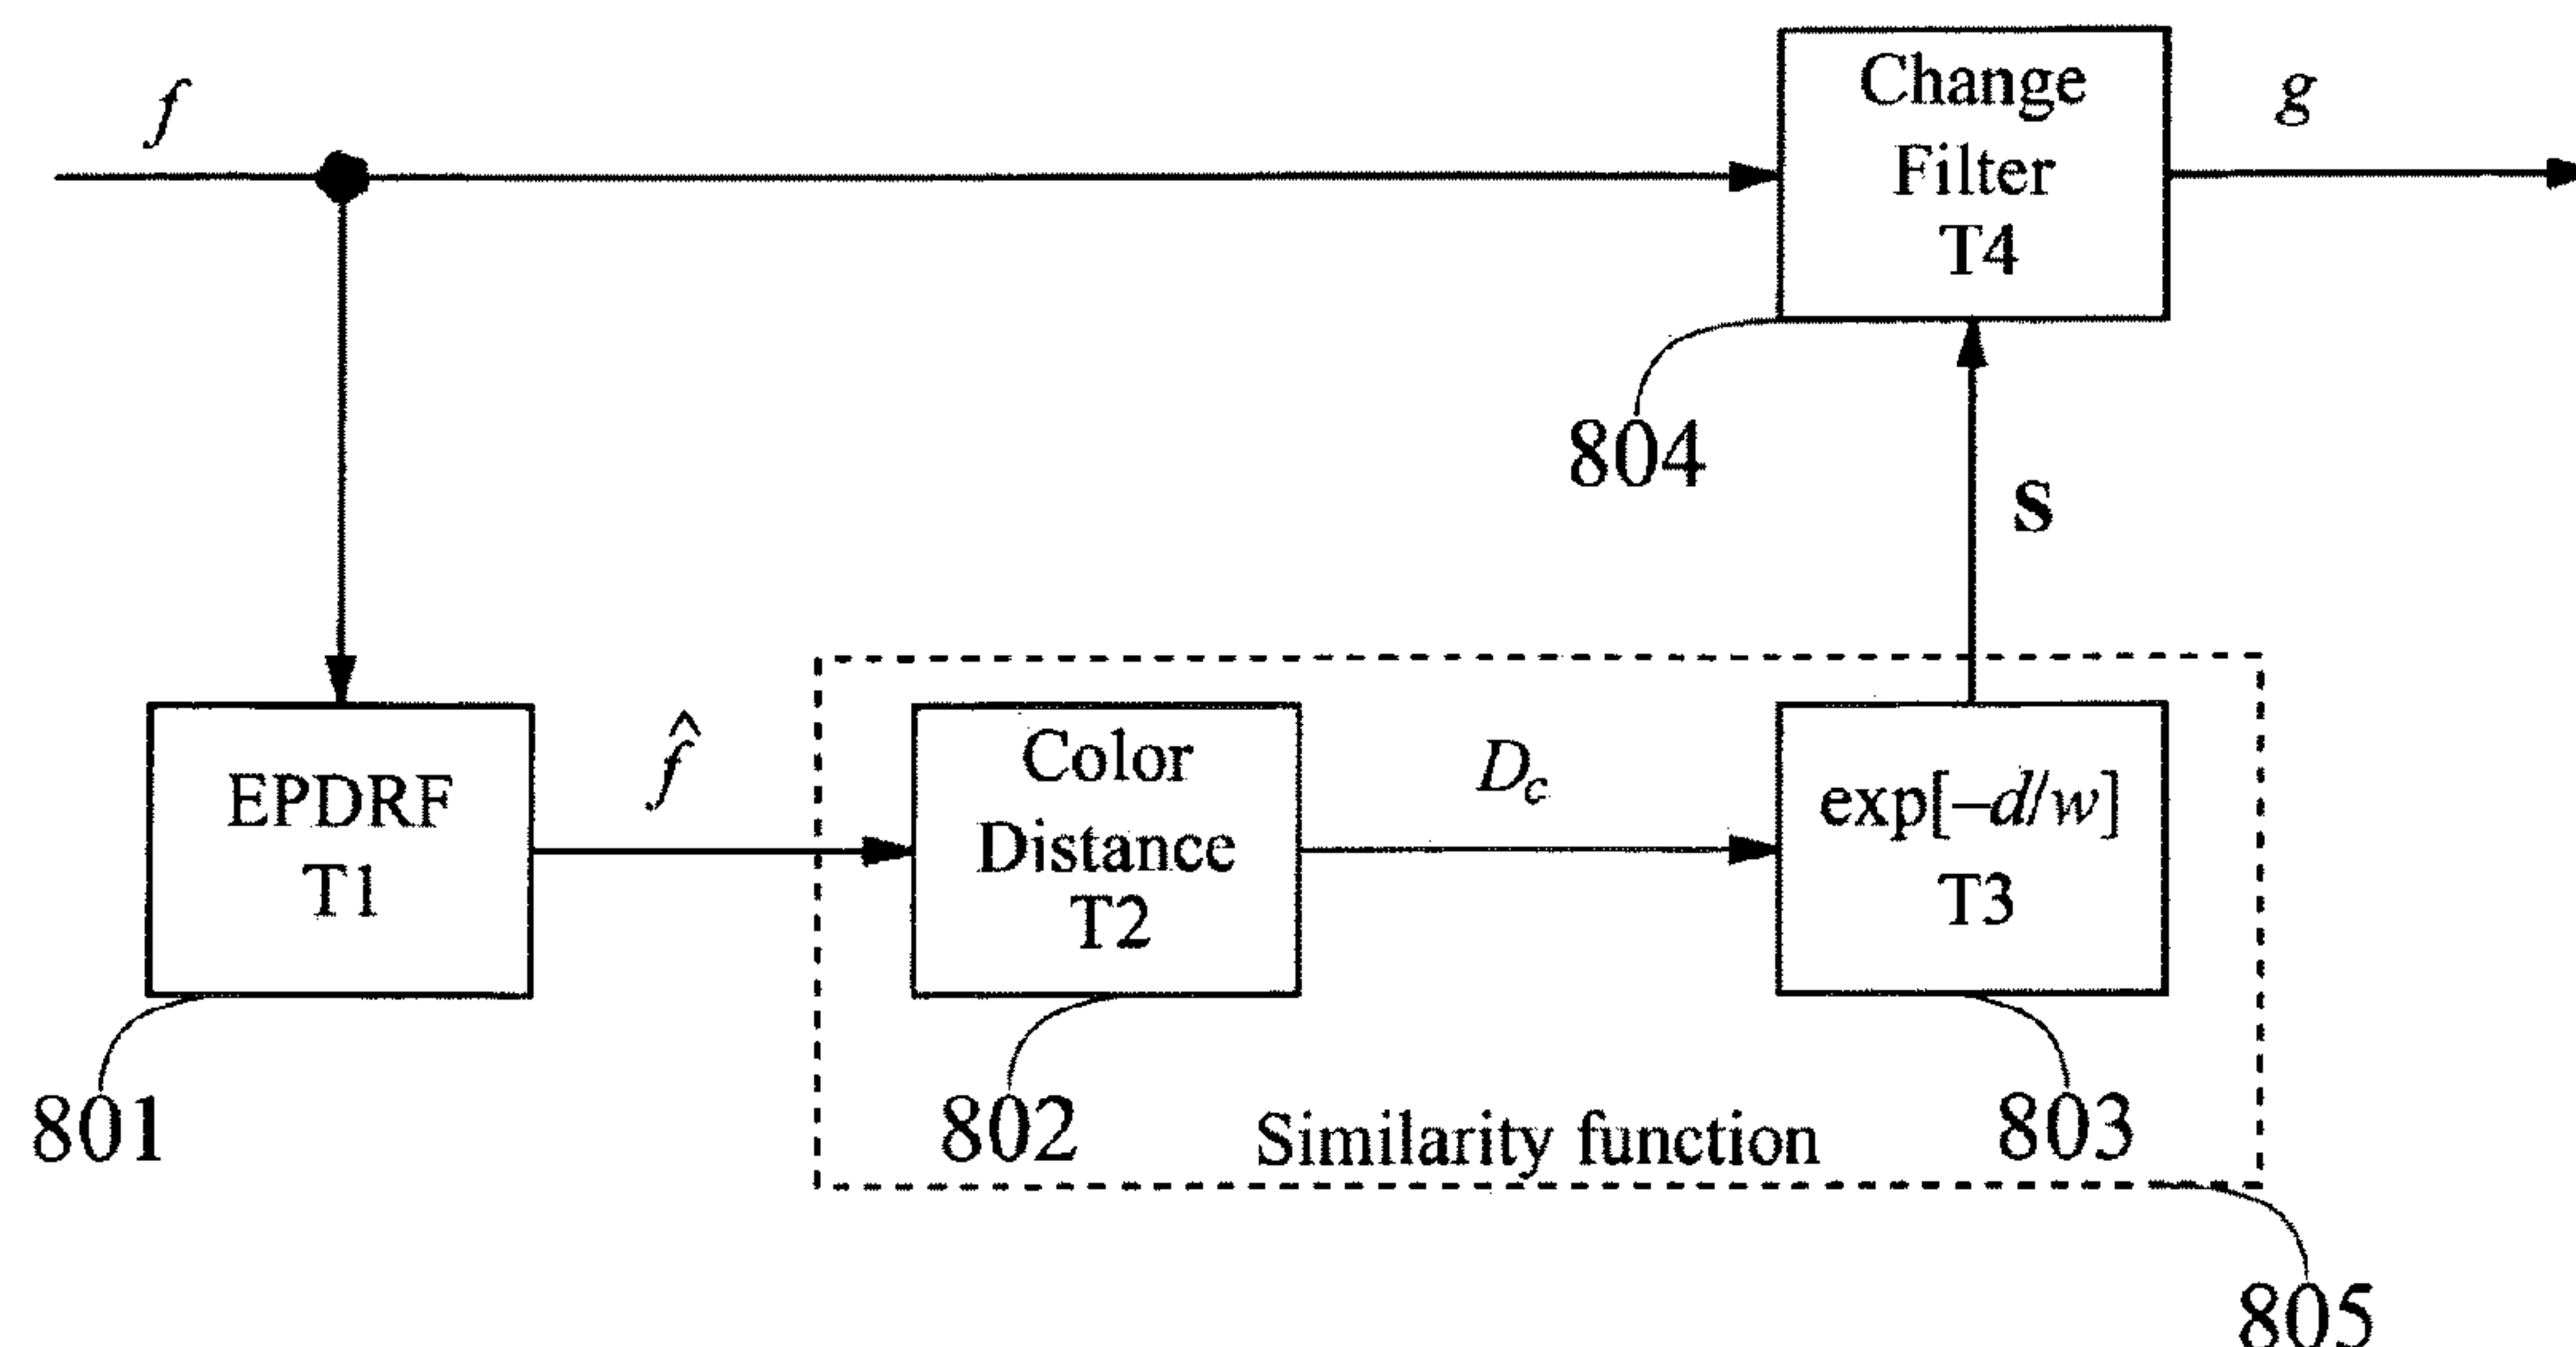 f
Change
Filter
T4
g
804
S
EPDRF
T1
f̂
Color
Distance
T2
D_c
exp[–d/w]
T3
801
802
Similarity function
803
805